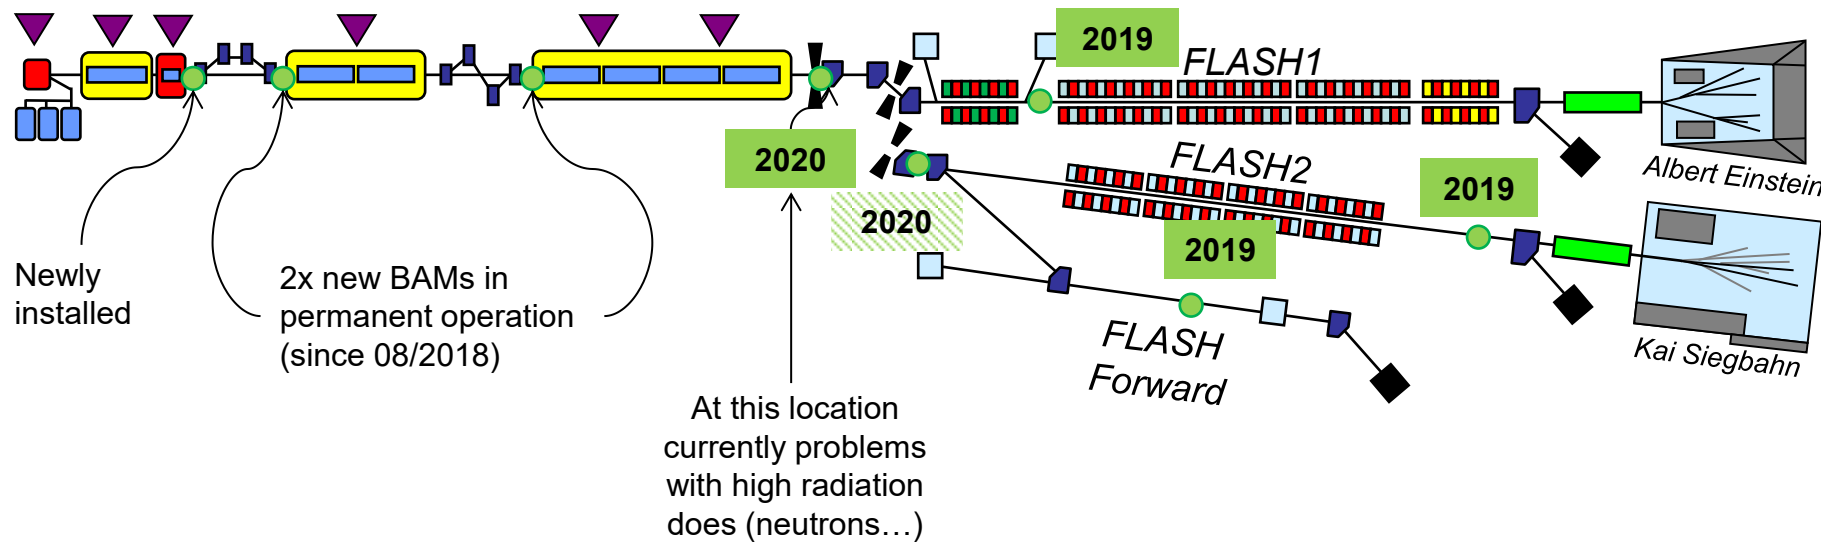 2019
FLASH1
2020
FLASH2
Albert Einstein
2019
2020
2019
Newly
installed
2x new BAMs in
permanent operation
(since 08/2018)
FLASH
Forward
Kai Siegbahn
At this location
currently problems
with high radiation
does (neutrons…)